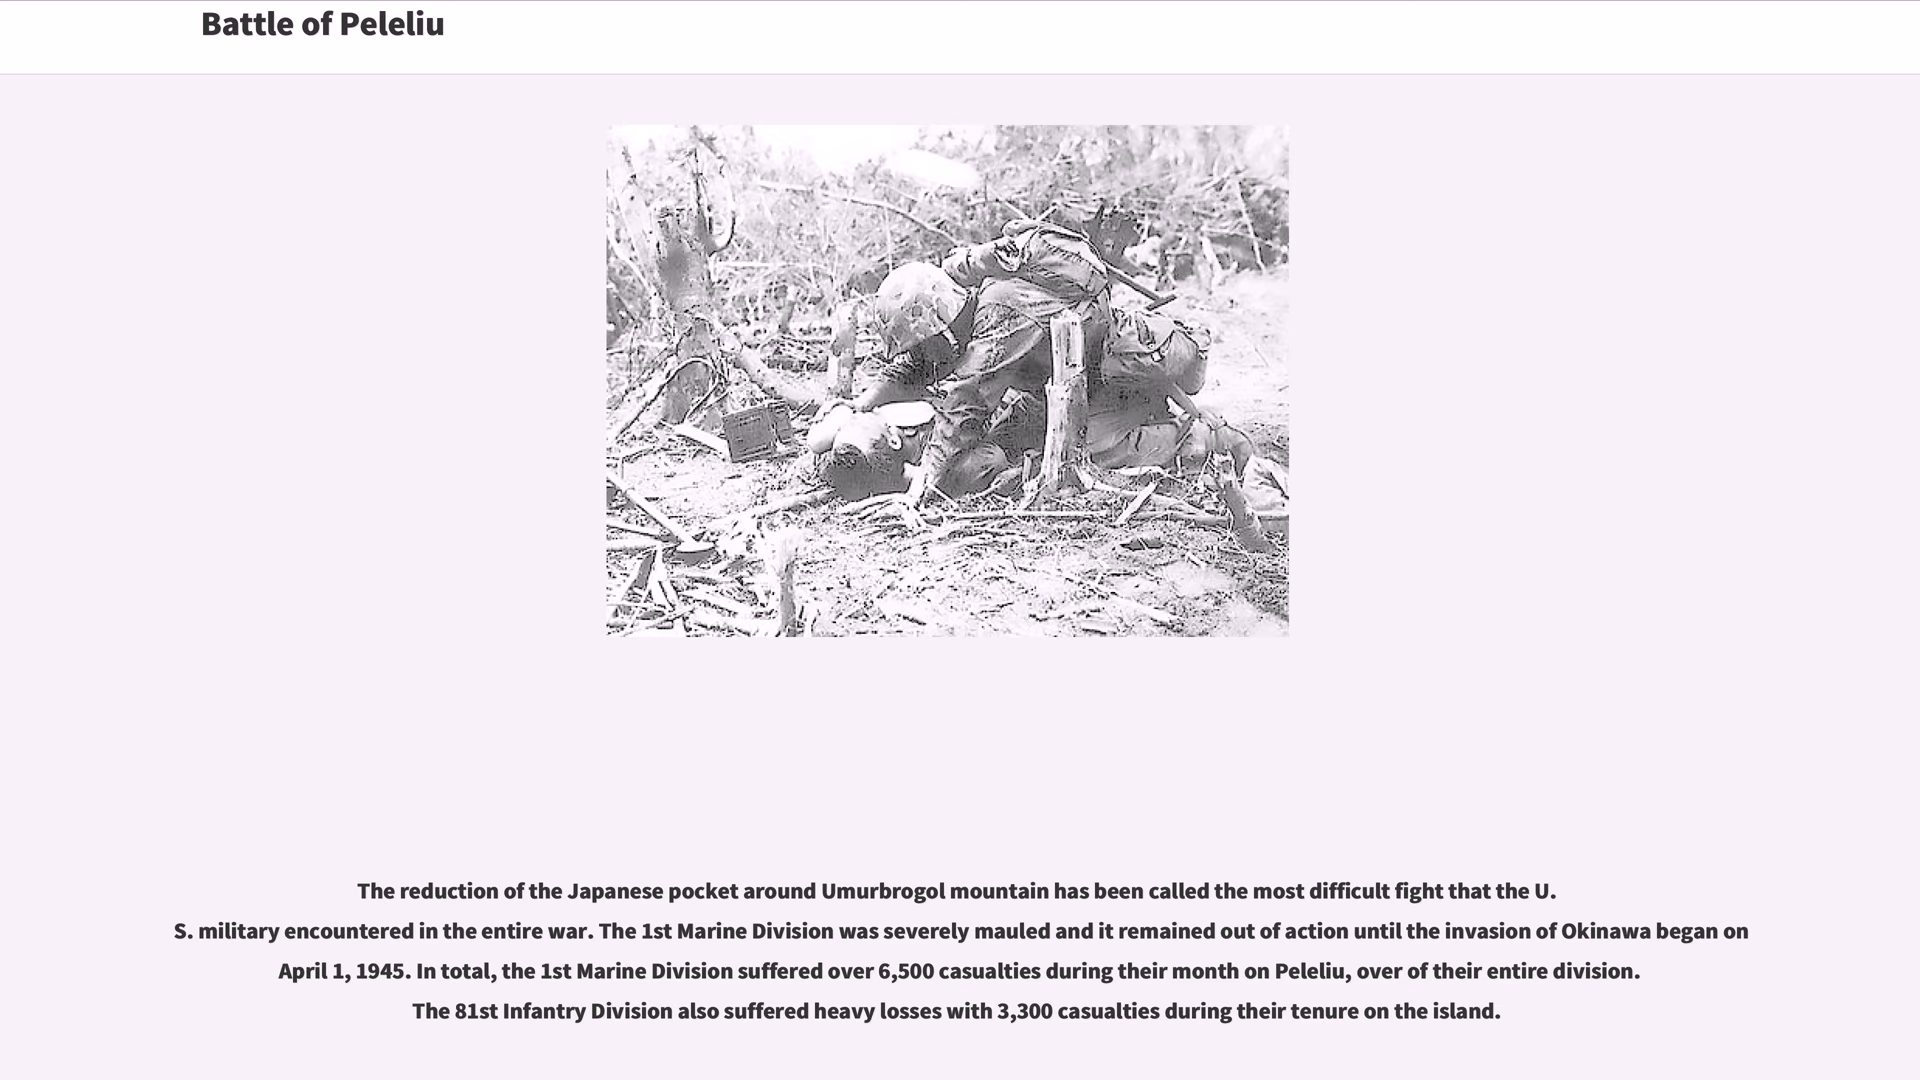 Battle of Peleliu
The reduction of the Japanese pocket around Umurbrogol mountain has been called the most difficult fight that the U.
S. military encountered in the entire war. The 1st Marine Division was severely mauled and it remained out of action until the invasion of Okinawa began on
April 1, 1945. In total, the 1st Marine Division suffered over 6,500 casualties during their month on Peleliu, over of their entire division.
The 81st Infantry Division also suffered heavy losses with 3,300 casualties during their tenure on the island.